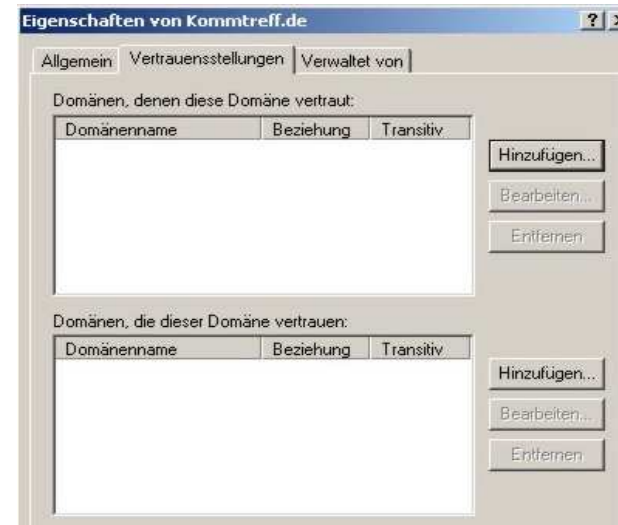 Eigenschaften von Kommtreff.de
Allgemein Vertrauensstellungen Verwaltet von
Domänen, denen diese Domäne vertraut:
Domänenname Beziehung Transitiv
Hinzufügen...
Bearbeiten...
Entfernen
Domänen, die dieser Domäne vertrauen:
Domänenname Beziehung Transitiv
Hinzufügen...
Bearbeiten...
Entfernen